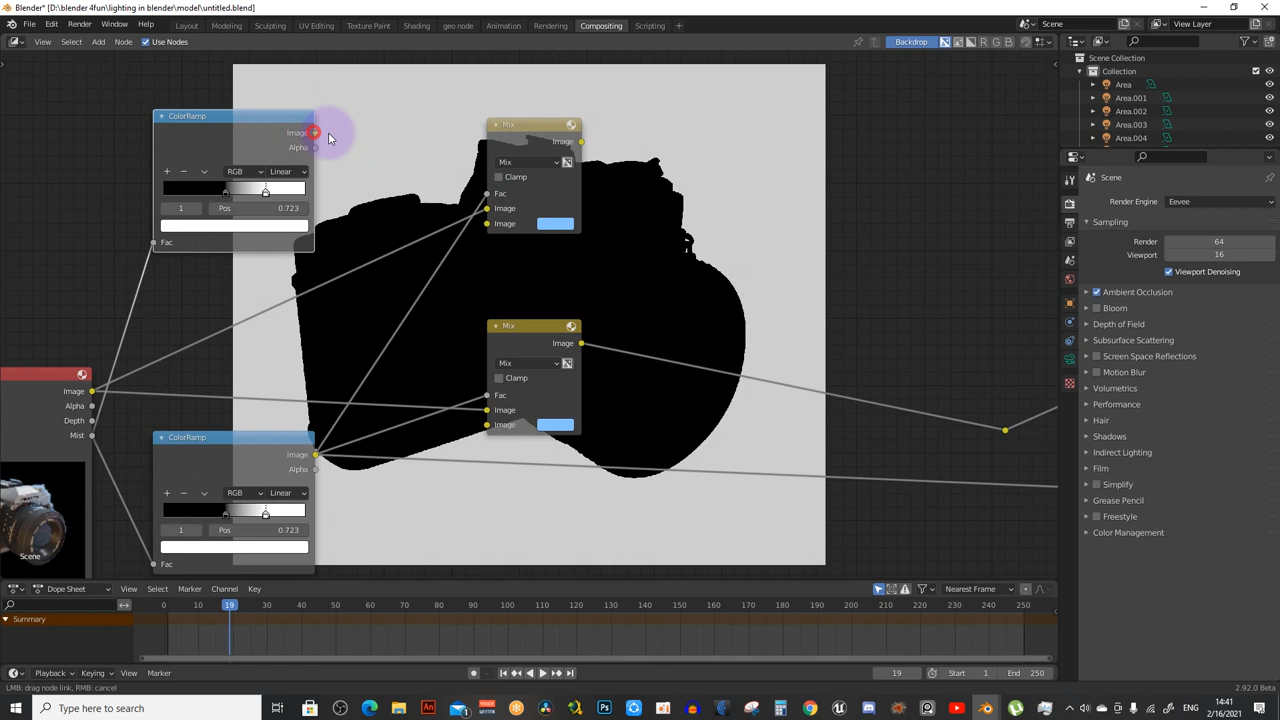 Blender* [D:\blender 4fun\lighting in blender\model\untitled.blend]
File Edit Render Window Help Layout Modeling Sculpting UV Editing Texture Paint Shading geo node Animation Rendering Compositing Scripting + Scene View Layer
View Select Add Node Use Nodes Backdrop R G B
Scene Collection
Collection
Area
Area.001
Area.002
Area.003
Area.004
ColorRamp
Image
Alpha
RGB Linear
1 Pos 0.723
Fac
Mix
Image
Mix
Clamp
Fac
Image
Image
Mix
Image
Mix
Clamp
Fac
Image
Image
Image
Alpha
Depth
Mist
Scene
ColorRamp
Image
Alpha
RGB Linear
1 Pos 0.723
Fac
Scene
Render Engine Eevee
Sampling
Render 64
Viewport 16
Viewport Denoising
Ambient Occlusion
Bloom
Depth of Field
Subsurface Scattering
Screen Space Reflections
Motion Blur
Volumetrics
Performance
Hair
Shadows
Indirect Lighting
Film
Simplify
Grease Pencil
Freestyle
Color Management
Dope Sheet View Select Marker Channel Key Nearest Frame
0 10 19 30 40 50 60 70 80 90 100 110 120 130 140 150 160 170 180 190 200 210 220 230 240 250
Summary
Playback Keying View Marker 19 Start 1 End 250
LMB: drag node link, RMB: cancel 2.92.0 Beta
Type here to search
14:41
2/16/2021